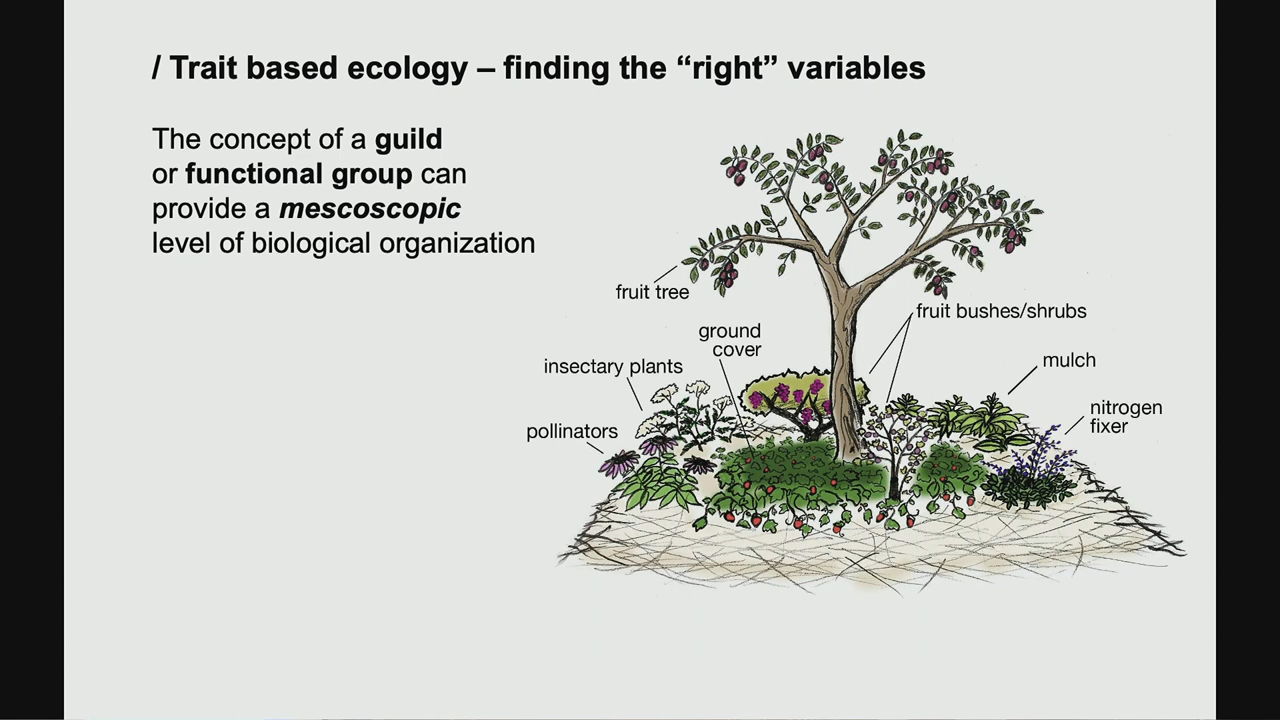 / Trait based ecology – finding the “right” variables
The concept of a guild
or functional group can
provide a mescoscopic
level of biological organization
fruit tree
fruit bushes/shrubs
ground
cover
insectary plants
mulch
nitrogen
fixer
pollinators